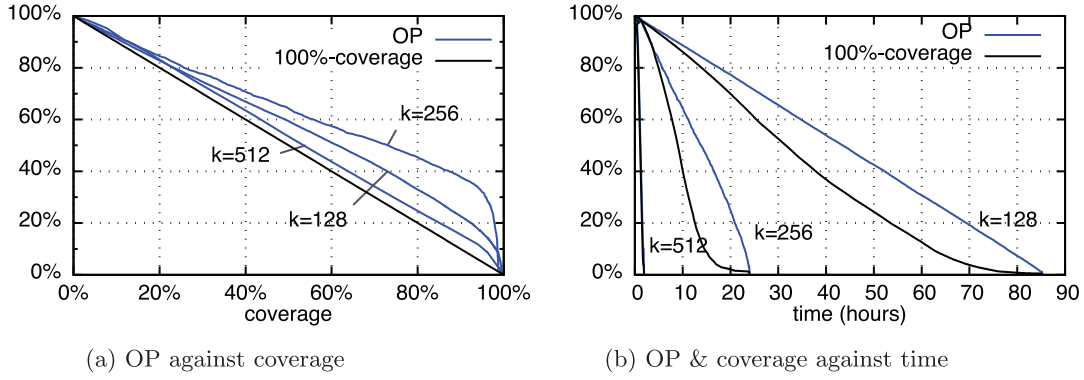 100%
80%
60%
40%
20%
0%
0%
20%
40%
60%
80%
100%
coverage
OP
100%-coverage
k=256
k=512
k=128
(a) OP against coverage
100%
80%
60%
40%
20%
0%
0
10
20
30
40
50
60
70
80
90
time (hours)
OP
100%-coverage
k=128
k=256
k=512
(b) OP & coverage against time